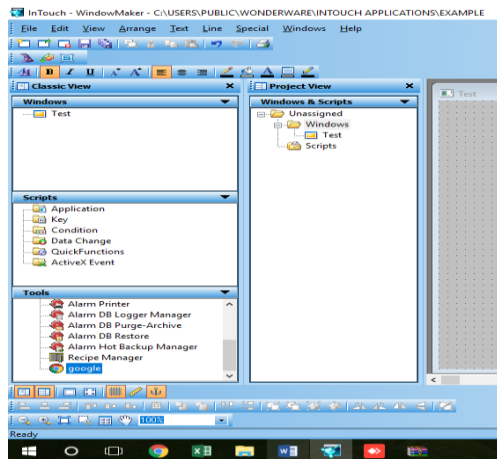 InTouch - WindowMaker - C:\USERS\PUBLIC\WONDERWARE\INTOUCH APPLICATIONS\EXAMPLE
File Edit View Arrange Text Line Special Windows Help
Classic View
Windows
Test
Scripts
Application
Key
Condition
Data Change
QuickFunctions
ActiveX Event
Tools
Alarm Printer
Alarm DB Logger Manager
Alarm DB Purge-Archive
Alarm DB Restore
Alarm Hot Backup Manager
Recipe Manager
google
Project View
Windows & Scripts
Unassigned
Windows
Test
Scripts
Test
100%
Ready